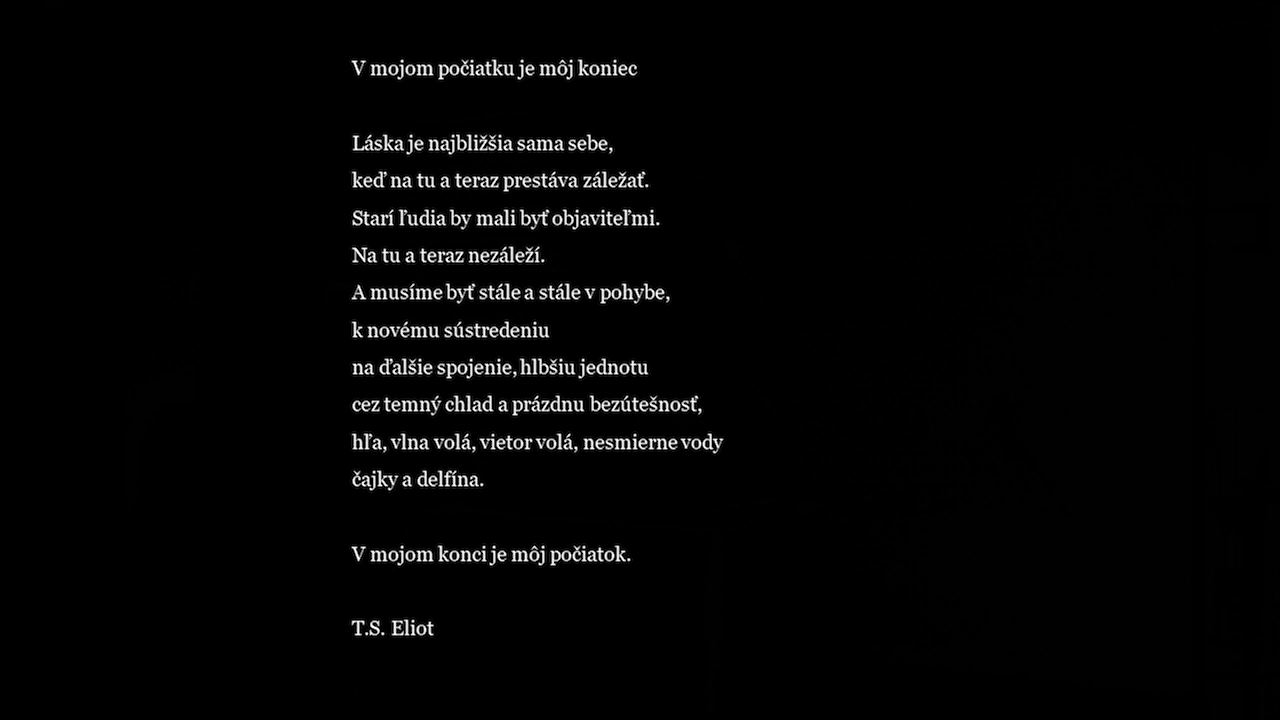 V mojom počiatku je môj koniec
Láska je najbližšia sama sebe,
keď na tu a teraz prestáva záležať.
Starí ľudia by mali byť objaviteľmi.
Na tu a teraz nezáleží.
A musíme byť stále a stále v pohybe,
k novému sústredeniu
na ďalšie spojenie, hlbšiu jednotu
cez temný chlad a prázdnu bezútešnosť,
hľa, vlna volá, vietor volá, nesmierne vody
čajky a delfína.
V mojom konci je môj počiatok.
T.S. Eliot